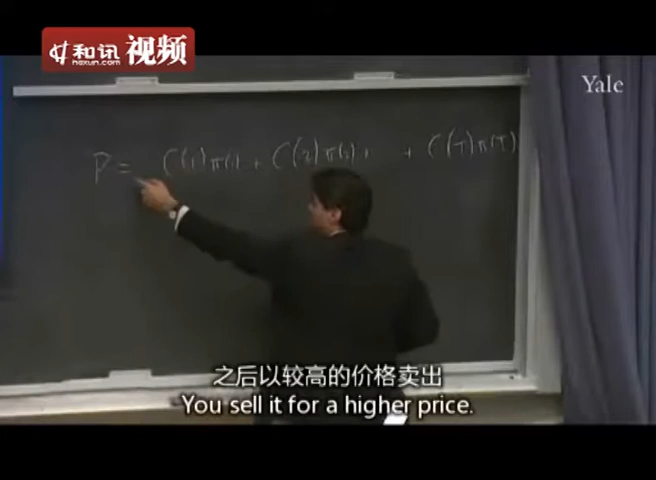 和讯 视频
hexun.com
Yale
P = C(1)π(1) + C(2)π(2) + + C(T)π(T)
之后以较高的价格卖出
You sell it for a higher price.